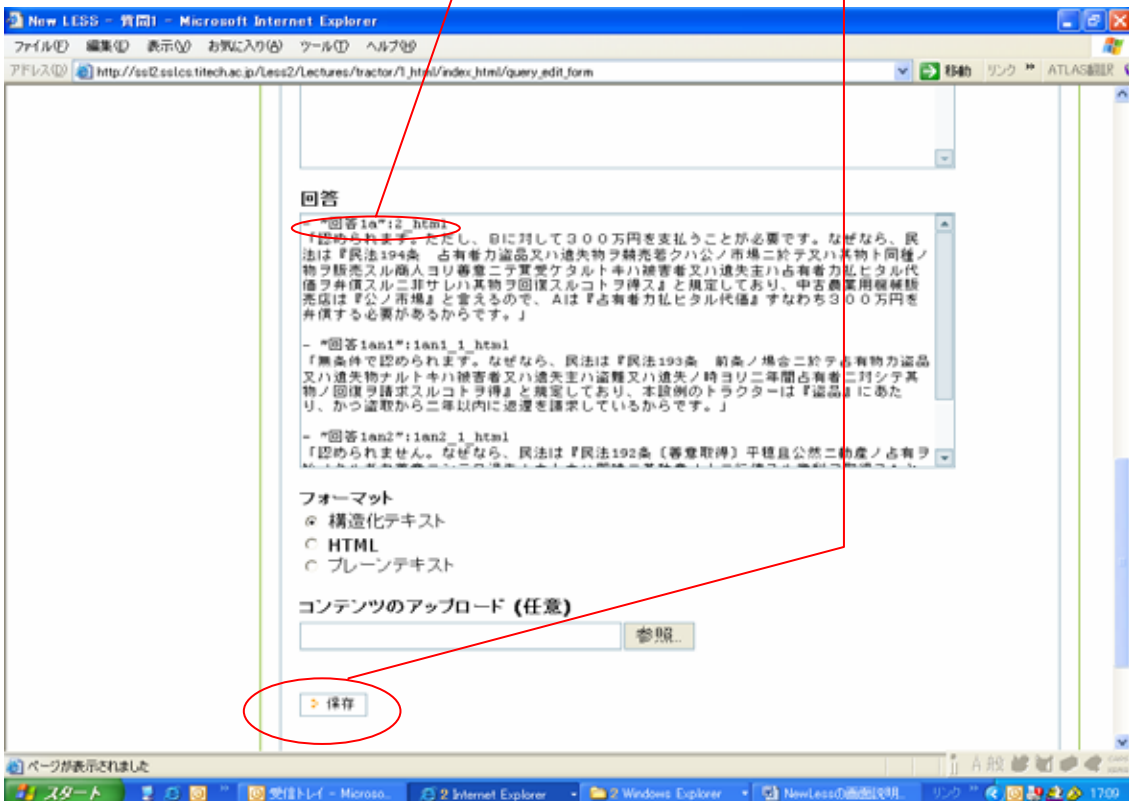 New LESS - 質問1 - Microsoft Internet Explorer
ファイル(F) 編集(E) 表示(V) お気に入り(A) ツール(T) ヘルプ(H)
アドレス(D) http://ssl2.ssl.cs.titech.ac.jp/Less2/Lectures/tractor/1_html/index_html/query_edit_form 移動 リンク » ATLAS翻訳
回答
- "回答1a":2_html
「認められます。ただし、Bに対して300万円を支払うことが必要です。なぜなら、民
法は『民法194条 占有者カ盗品又ハ遺失物ヲ競売若クハ公ノ市場ニ於テ又ハ其物ト同種ノ
物ヲ販売スル商人ヨリ善意ニテ買受ケタルトキハ被害者又ハ遺失主ハ占有者カ払ヒタル代
価ヲ弁償スルニ非サレハ其物ヲ回復スルコトヲ得ス』と規定しており、中古農業用機械販
売店は『公ノ市場』と言えるので、Aは『占有者カ払ヒタル代価』すなわち300万円を
弁償する必要があるからです。」
- "回答1an1":1an1_1_html
「無条件で認められます。なぜなら、民法は『民法193条 前条ノ場合ニ於テ占有物カ盗品
又ハ遺失物ナルトキハ被害者又ハ遺失主ハ盗難又ハ遺失ノ時ヨリ二年間占有者ニ対シテ其
物ノ回復ヲ請求スルコトヲ得』と規定しており、本設例のトラクターは『盗品』にあた
り、かつ盗取から二年以内に返還を請求しているからです。」
- "回答1an2":1an2_1_html
「認められません。なぜなら、民法は『民法192条〔善意取得〕平穏且公然ニ動産ノ占有ヲ
フォーマット
構造化テキスト
HTML
プレーンテキスト
コンテンツのアップロード (任意)
参照...
保存
ページが表示されました
A 般
スタート » 受信トレイ - Microso... 2 Internet Explorer 2 Windows Explorer NewLessの画面説明... リンク » 17:09